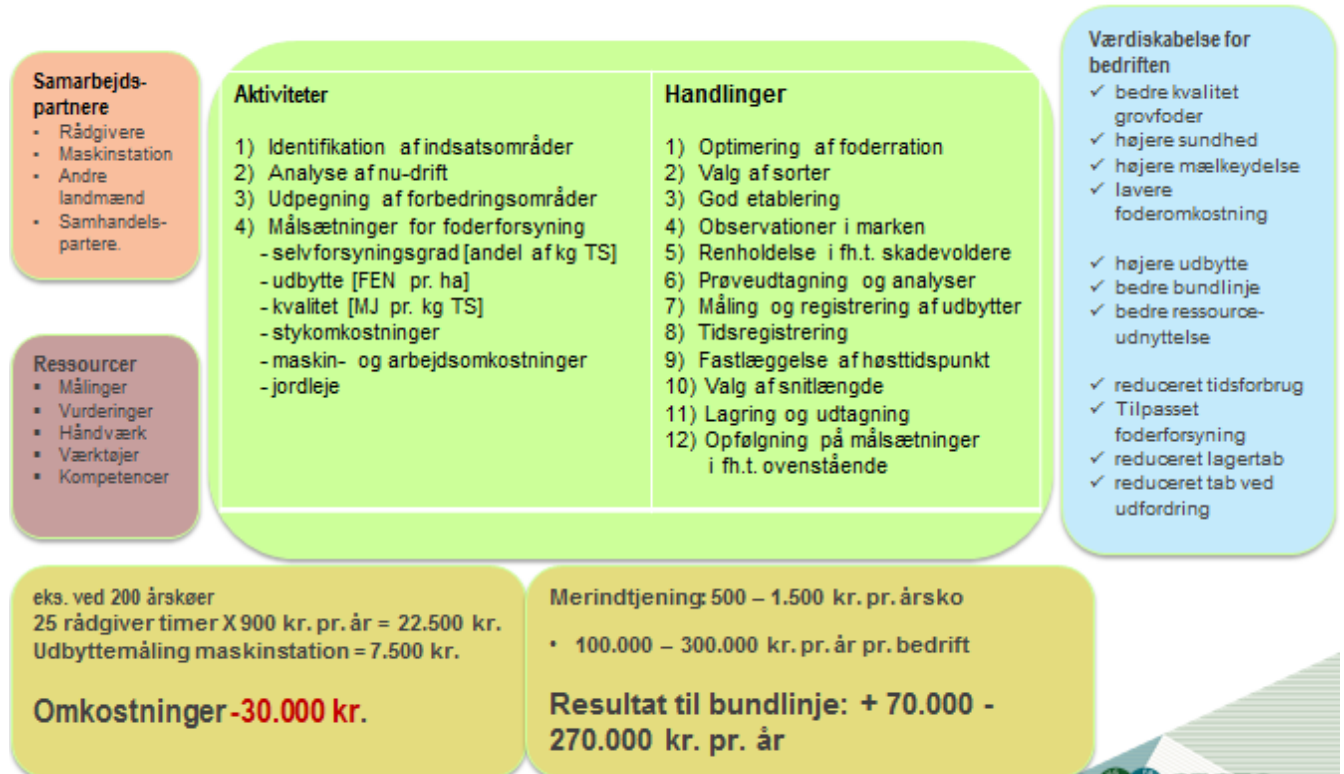 Samarbejds-
partnere
• Rådgivere
• Maskinstation
• Andre
landmænd
• Samhandels-
partere.
Ressourcer
▪ Målinger
▪ Vurderinger
▪ Håndværk
▪ Værktøjer
▪ Kompetencer
Aktiviteter
1) Identifikation af indsatsområder
2) Analyse af nu-drift
3) Udpegning af forbedringsområder
4) Målsætninger for foderforsyning
- selvforsyningsgrad [andel af kg TS]
- udbytte [FEN pr. ha]
- kvalitet [MJ pr. kg TS]
- stykomkostninger
- maskin- og arbejdsomkostninger
- jordleje
Handlinger
1) Optimering af foderration
2) Valg af sorter
3) God etablering
4) Observationer i marken
5) Renholdelse i fh.t. skadevoldere
6) Prøveudtagning og analyser
7) Måling og registrering af udbytter
8) Tidsregistrering
9) Fastlæggelse af høsttidspunkt
10) Valg af snitlængde
11) Lagring og udtagning
12) Opfølgning på målsætninger
i fh.t. ovenstående
Værdiskabelse for
bedriften
✓ bedre kvalitet
grovfoder
✓ højere sundhed
✓ højere mælkeydelse
✓ lavere
foderomkostning
✓ højere udbytte
✓ bedre bundlinje
✓ bedre ressource-
udnyttelse
✓ reduceret tidsforbrug
✓ Tilpasset
foderforsyning
✓ reduceret lagertab
✓ reduceret tab ved
udfordring
eks. ved 200 årskøer
25 rådgiver timer X 900 kr. pr. år = 22.500 kr.
Udbyttemåling maskinstation = 7.500 kr.
Omkostninger -30.000 kr.
Merindtjening: 500 – 1.500 kr. pr. årsko
• 100.000 – 300.000 kr. pr. år pr. bedrift
Resultat til bundlinje: + 70.000 -
270.000 kr. pr. år